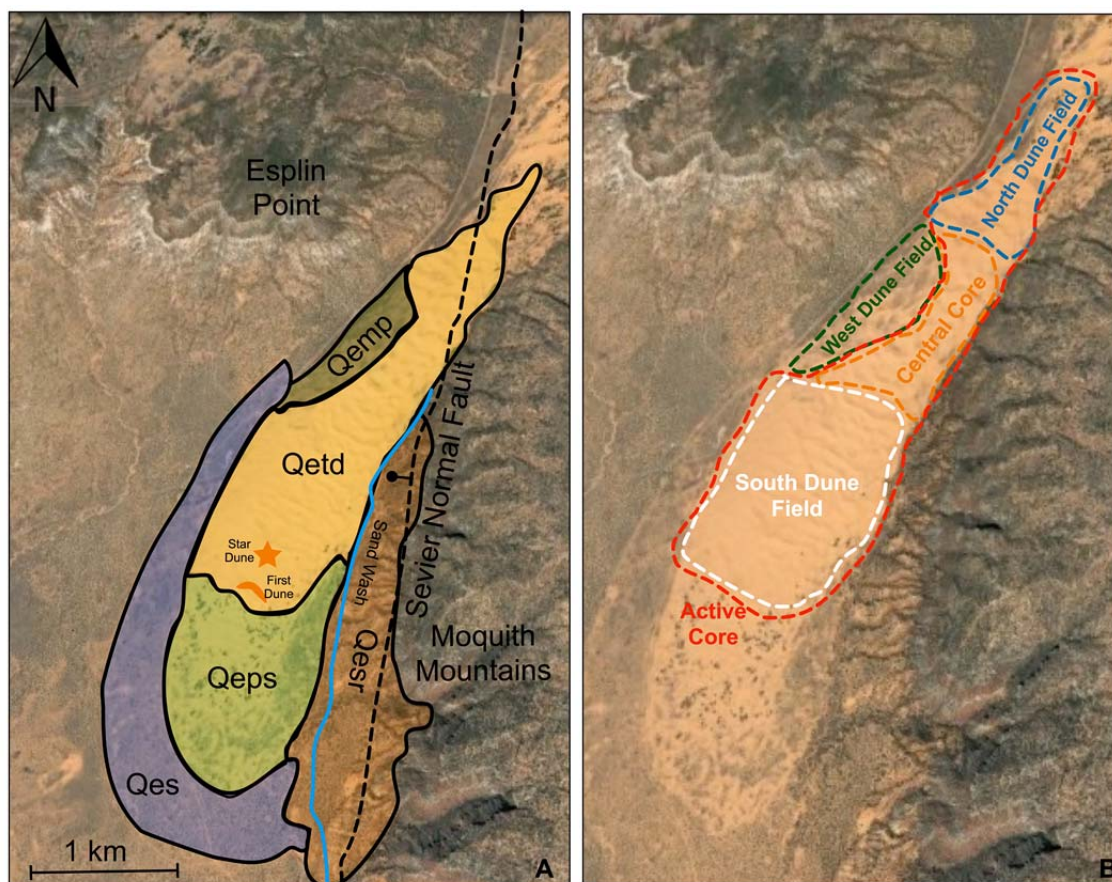 N
Esplin
Point
Qemp
Qetd
Star
Dune
First
Dune
Sand Wash
Sevier Normal Fault
Qesr
Moquith
Mountains
Qeps
Qes
1 km
A
North Dune Field
West Dune Field
Central Core
South Dune
Field
Active
Core
B